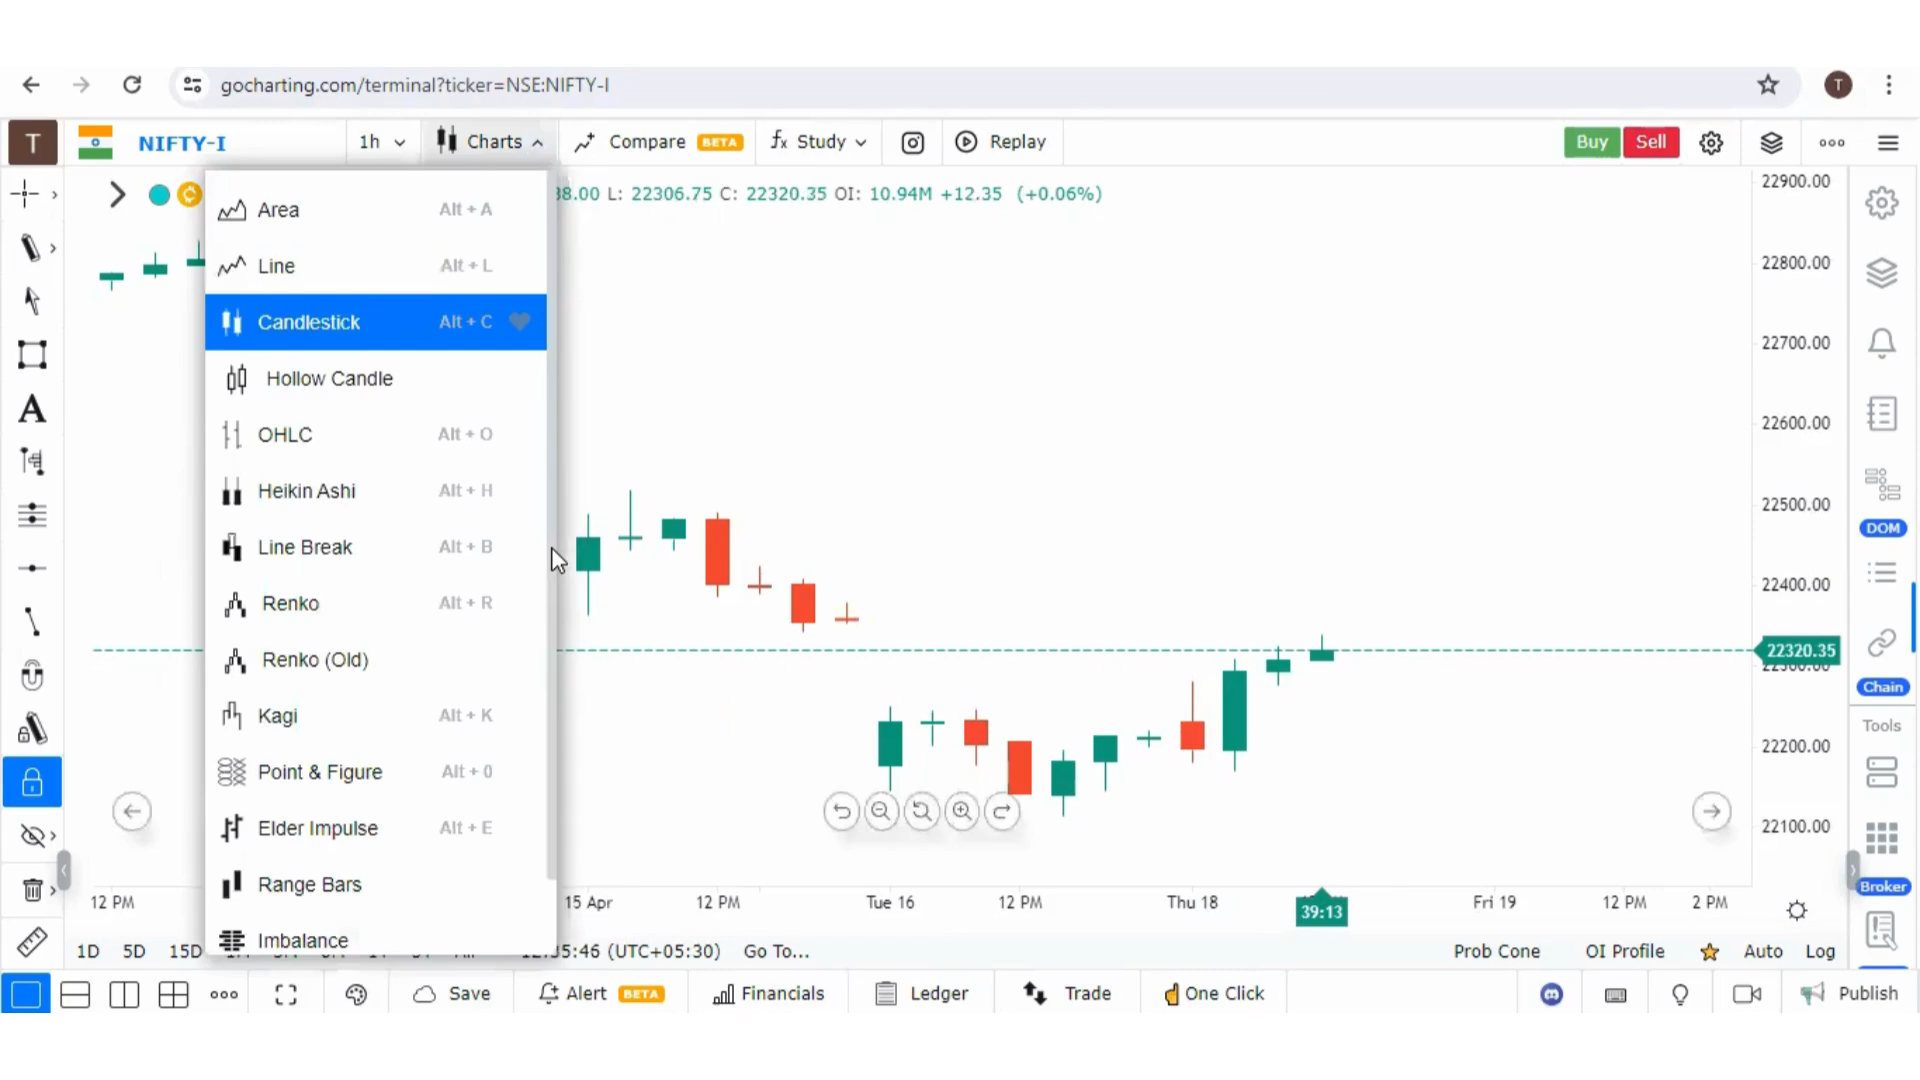 gocharting.com/terminal?ticker=NSE:NIFTY-I
T
T
NIFTY-I
1h
Charts
Compare BETA
Study
Replay
Buy
Sell
38.00 L: 22306.75 C: 22320.35 OI: 10.94M +12.35 (+0.06%)
Area Alt + A
Line Alt + L
Candlestick Alt + C
Hollow Candle
OHLC Alt + O
Heikin Ashi Alt + H
Line Break Alt + B
Renko Alt + R
Renko (Old)
Kagi Alt + K
Point & Figure Alt + 0
Elder Impulse Alt + E
Range Bars
Imbalance
22900.00
22800.00
22700.00
22600.00
22500.00
22400.00
22320.35
22300.00
22200.00
22100.00
DOM
Chain
Tools
Broker
12 PM
15 Apr
12 PM
Tue 16
12 PM
Thu 18
39:13
Fri 19
12 PM
2 PM
1D 5D 15D
:46 (UTC+05:30) Go To...
Prob Cone OI Profile Auto Log
Save
Alert BETA
Financials
Ledger
Trade
One Click
Publish